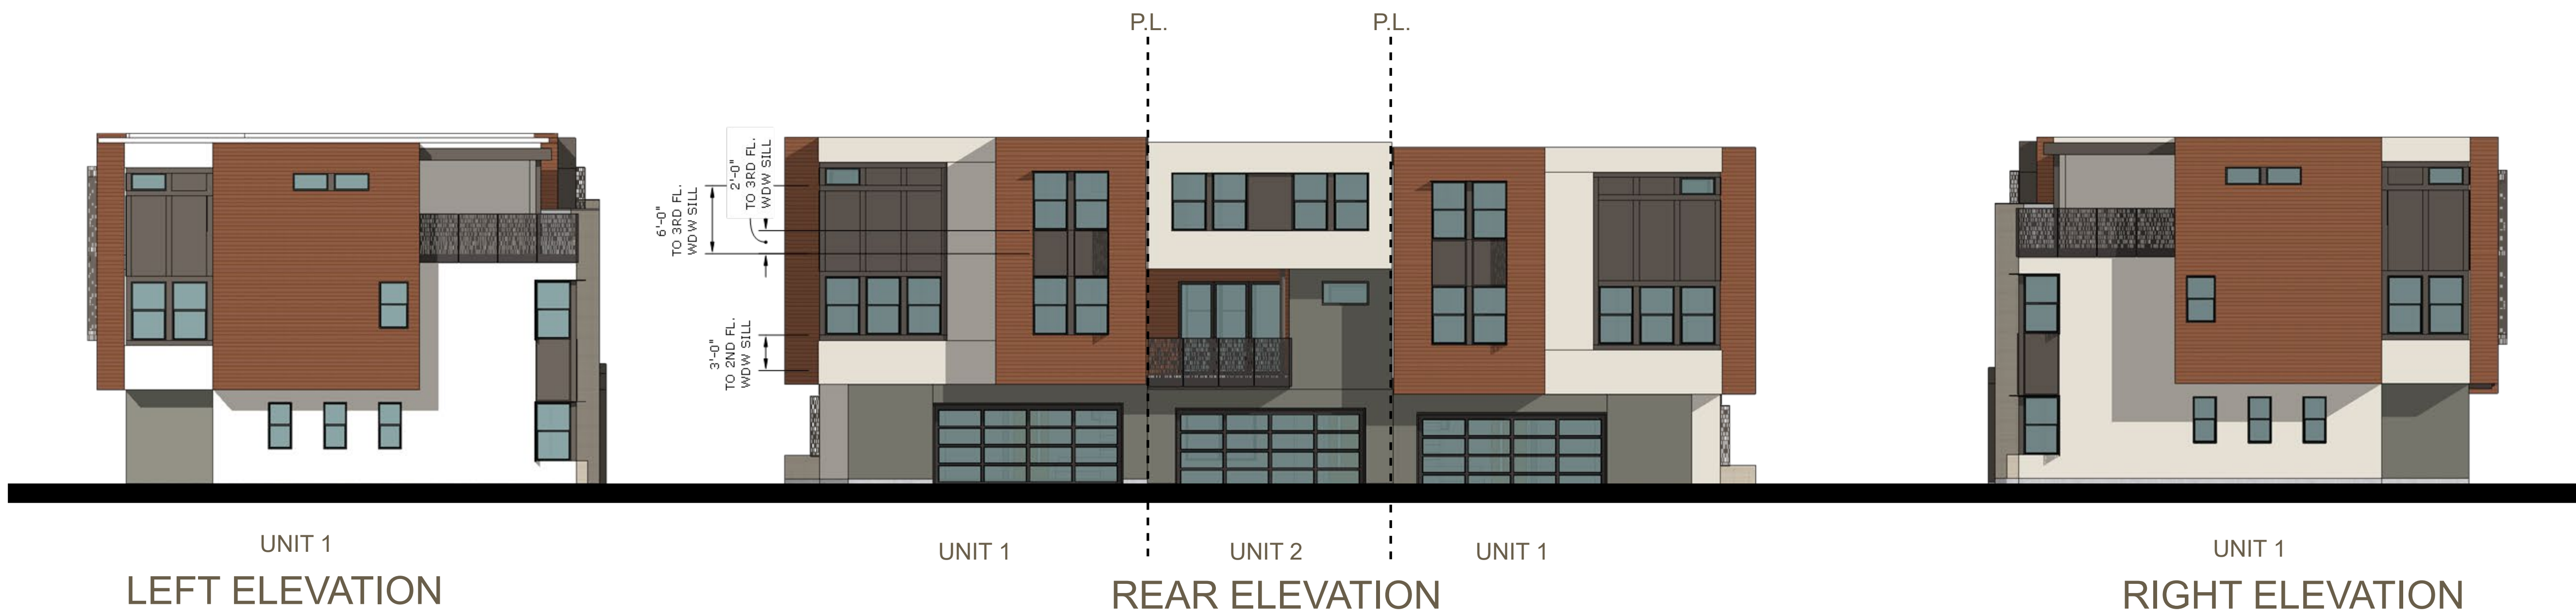 P.L.
P.L.
2'-0"
TO 3RD FL.
WDW SILL
6'-0"
TO 3RD FL.
WDW SILL
3'-0"
TO 2ND FL.
WDW SILL
UNIT 1
LEFT ELEVATION
UNIT 1
UNIT 2
UNIT 1
REAR ELEVATION
UNIT 1
RIGHT ELEVATION